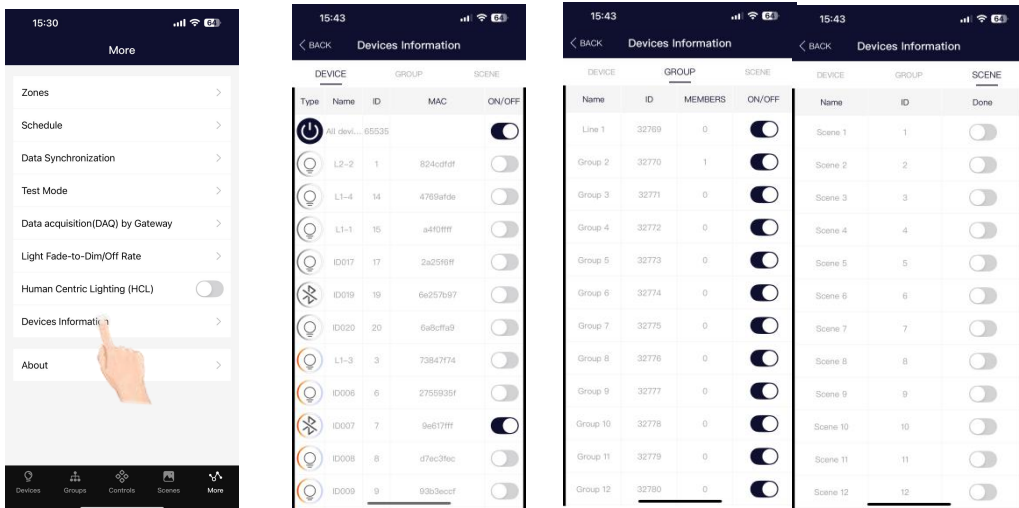 15:30
64
More
Zones
Schedule
Data Synchronization
Test Mode
Data acquisition(DAQ) by Gateway
Light Fade-to-Dim/Off Rate
Human Centric Lighting (HCL)
Devices Information
About
Devices Groups Controls Scenes More
15:43
64
BACK Devices Information
DEVICE GROUP SCENE
Type Name ID MAC ON/OFF
All devi... 65535
L2-2 1 824cdfdf
L1-4 14 4769afde
L1-1 15 a4f0ffff
ID017 17 2a25f6ff
ID019 19 6e257b97
ID020 20 6a8cffa9
L1-3 3 73847f74
ID006 6 2755935f
ID007 7 9e617fff
ID008 8 d7ec3fec
ID009 9 93b3eccf
15:43
64
BACK Devices Information
DEVICE GROUP SCENE
Name ID MEMBERS ON/OFF
Line 1 32769 0
Group 2 32770 1
Group 3 32771 0
Group 4 32772 0
Group 5 32773 0
Group 6 32774 0
Group 7 32775 0
Group 8 32776 0
Group 9 32777 0
Group 10 32778 0
Group 11 32779 0
Group 12 32780 0
15:43
64
BACK Devices Information
DEVICE GROUP SCENE
Name ID Done
Scene 1 1
Scene 2 2
Scene 3 3
Scene 4 4
Scene 5 5
Scene 6 6
Scene 7 7
Scene 8 8
Scene 9 9
Scene 10 10
Scene 11 11
Scene 12 12